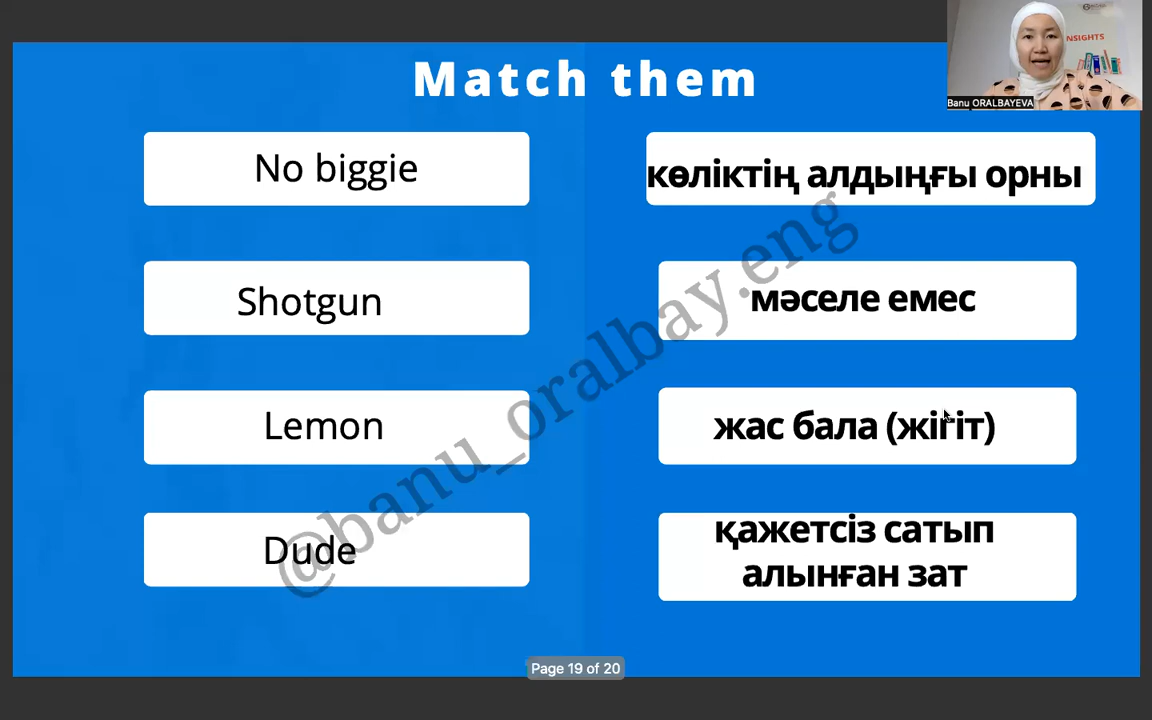 NSIGHTS
Banu ORALBAYEVA
Match them
No biggie
көліктің алдыңғы орны
Shotgun
мәселе емес
Lemon
жас бала (жігіт)
Dude
қажетсіз сатып
алынған зат
@banu_oralbay.eng
Page 19 of 20